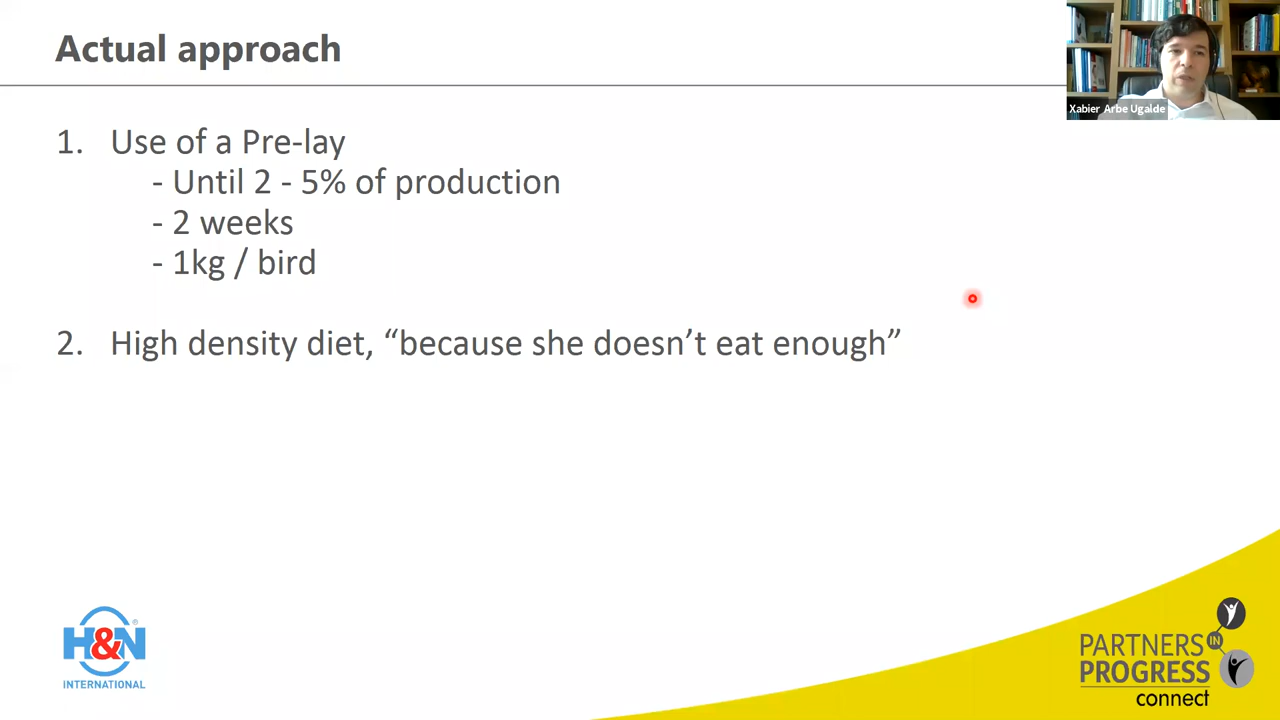 Actual approach
Xabier Arbe Ugalde
1. Use of a Pre-lay
- Until 2 - 5% of production
- 2 weeks
- 1kg / bird
2. High density diet, “because she doesn’t eat enough”
H&N
®
INTERNATIONAL
PARTNERS
IN
PROGRESS
connect